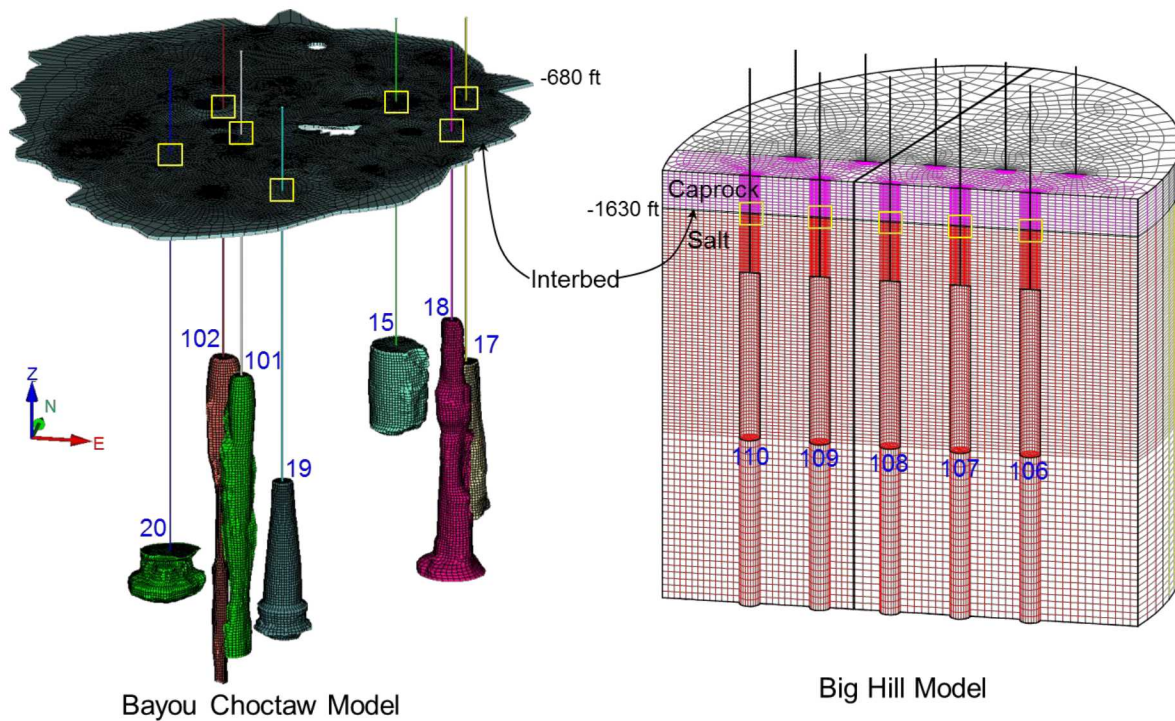 -680 ft
Caprock
-1630 ft
Salt
Interbed
18
15
17
102
101
Z
N
E
19
20
110
109
108
107
106
Bayou Choctaw Model
Big Hill Model